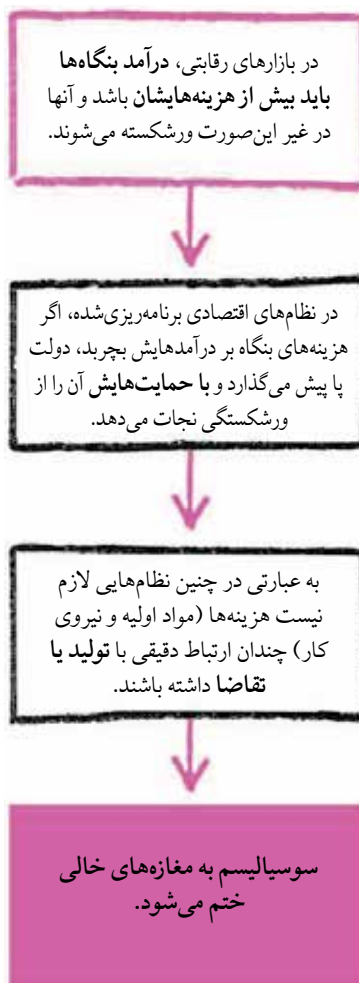 در بازارهای رقابتی، درآمد بنگاه‌ها
باید بیش از هزینه‌هایشان باشد و آنها
در غیر این‌صورت ورشکسته می‌شوند.
در نظام‌های اقتصادی برنامه‌ریزی‌شده، اگر
هزینه‌های بنگاه بر درآمدهایش بچربد، دولت
پا پیش می‌گذارد و با حمایت‌هایش آن را از
ورشکستگی نجات می‌دهد.
به عبارتی در چنین نظام‌هایی لازم
نیست هزینه‌ها (مواد اولیه و نیروی
کار) چندان ارتباط دقیقی با تولید یا
تقاضا داشته باشند.
سوسیالیسم به مغازه‌های خالی
ختم می‌شود.